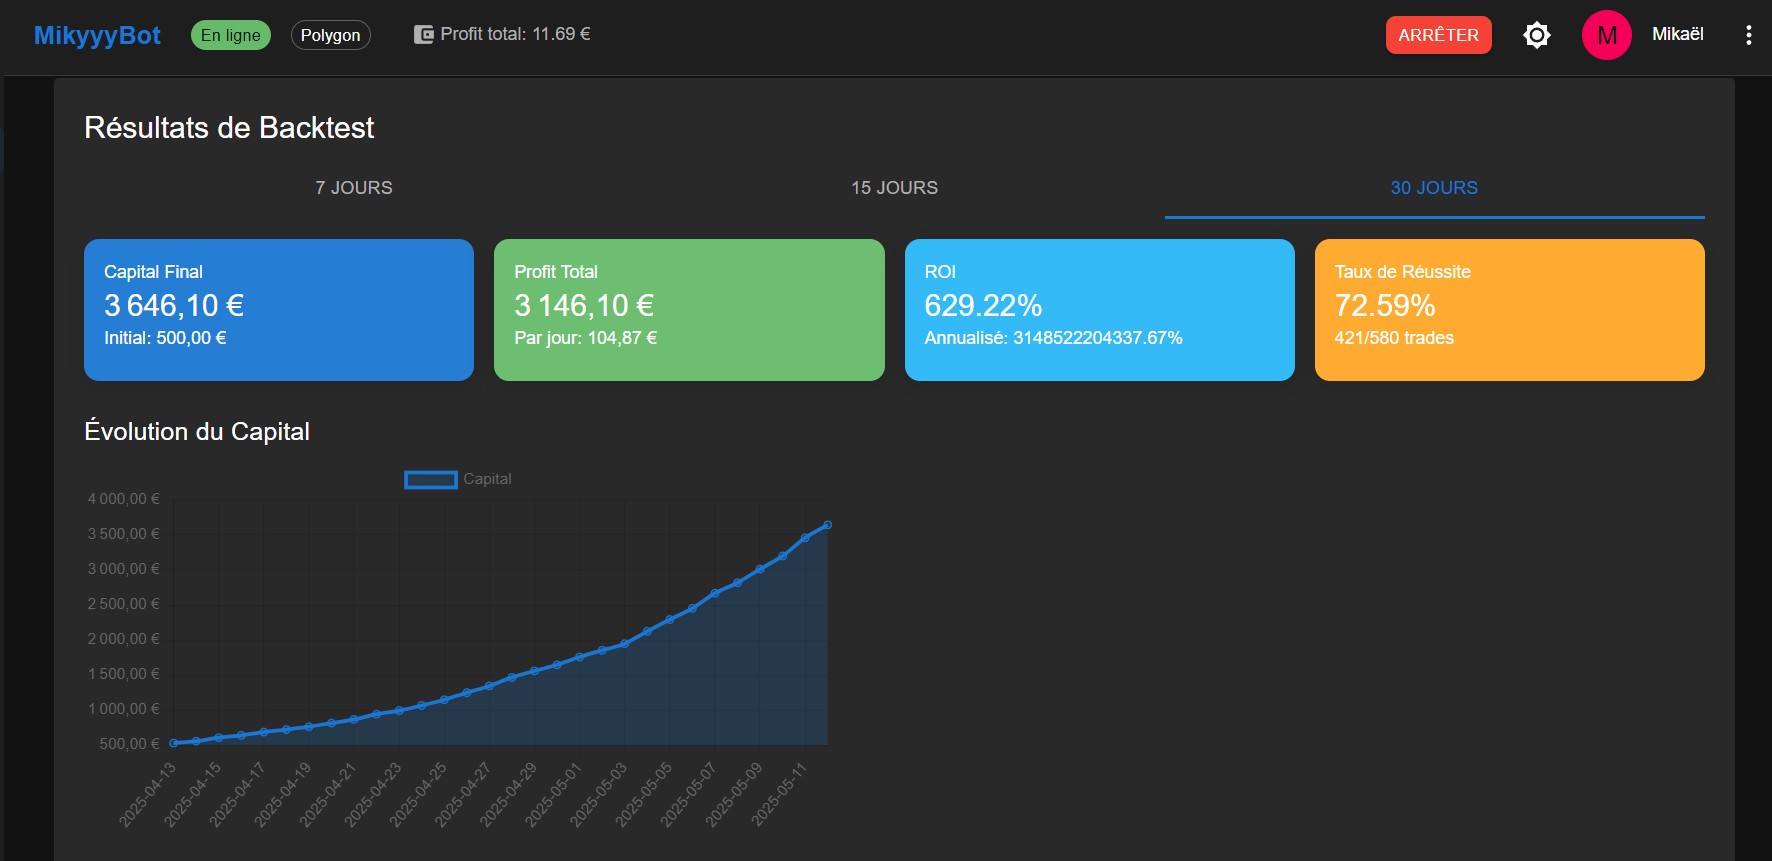 MikyyyBot
En ligne
Polygon
Profit total: 11.69 €
ARRÊTER
M
Mikaël
Résultats de Backtest
7 JOURS
15 JOURS
30 JOURS
Capital Final
3 646,10 €
Initial: 500,00 €
Profit Total
3 146,10 €
Par jour: 104,87 €
ROI
629.22%
Annualisé: 3148522204337.67%
Taux de Réussite
72.59%
421/580 trades
Évolution du Capital
Capital
4 000,00 €
3 500,00 €
3 000,00 €
2 500,00 €
2 000,00 €
1 500,00 €
1 000,00 €
500,00 €
2025-04-13
2025-04-15
2025-04-17
2025-04-19
2025-04-21
2025-04-23
2025-04-25
2025-04-27
2025-04-29
2025-05-01
2025-05-03
2025-05-05
2025-05-07
2025-05-09
2025-05-11